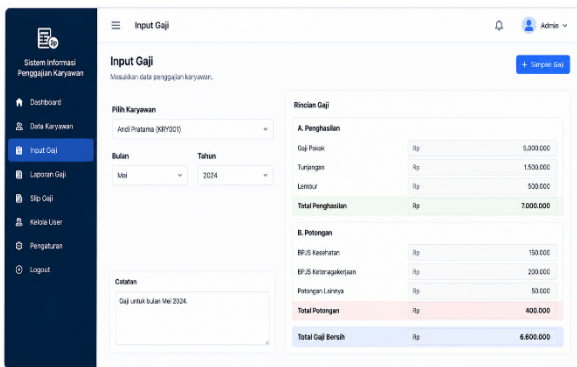 Sistem Informasi
Penggajian Karyawan
Dashboard
Data Karyawan
Input Gaji
Laporan Gaji
Slip Gaji
Kelola User
Pengaturan
Logout
Input Gaji
Admin
Input Gaji
Masukkan data penggajian karyawan.
+ Simpan Gaji
Pilih Karyawan
Andi Pratama (KRY001)
Bulan Tahun
Mei 2024
Catatan
Gaji untuk bulan Mei 2024.
Rincian Gaji
A. Penghasilan
Gaji Pokok Rp 5.000.000
Tunjangan Rp 1.500.000
Lembur Rp 500.000
Total Penghasilan Rp 7.000.000
B. Potongan
BPJS Kesehatan Rp 150.000
BPJS Ketenagakerjaan Rp 200.000
Potongan Lainnya Rp 50.000
Total Potongan Rp 400.000
Total Gaji Bersih Rp 6.600.000